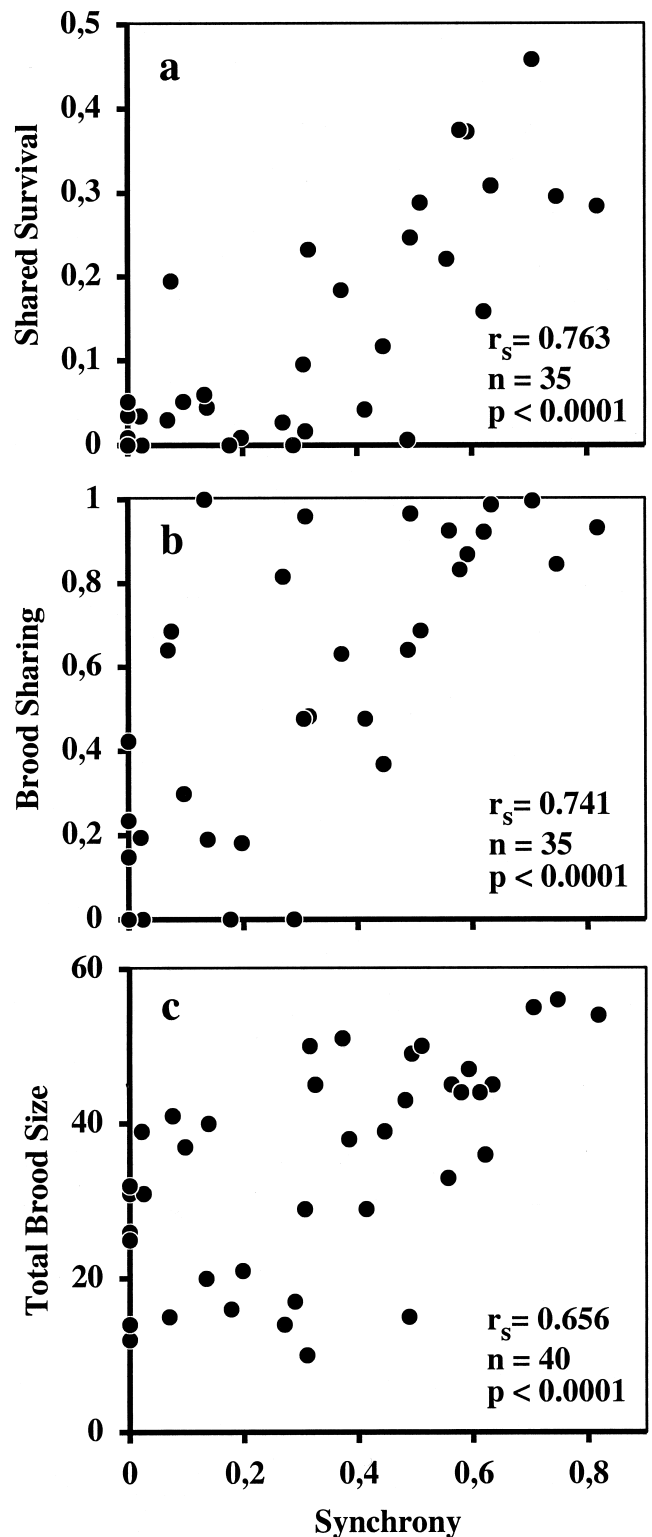 0,5
a
0,4
0,3
0,2
0,1
0
Shared Survival
rs= 0.763
n = 35
p < 0.0001
1
b
0,8
0,6
0,4
0,2
0
Brood Sharing
rs= 0.741
n = 35
p < 0.0001
60
c
40
20
0
Total Brood Size
rs= 0.656
n = 40
p < 0.0001
0 0,2 0,4 0,6 0,8
Synchrony